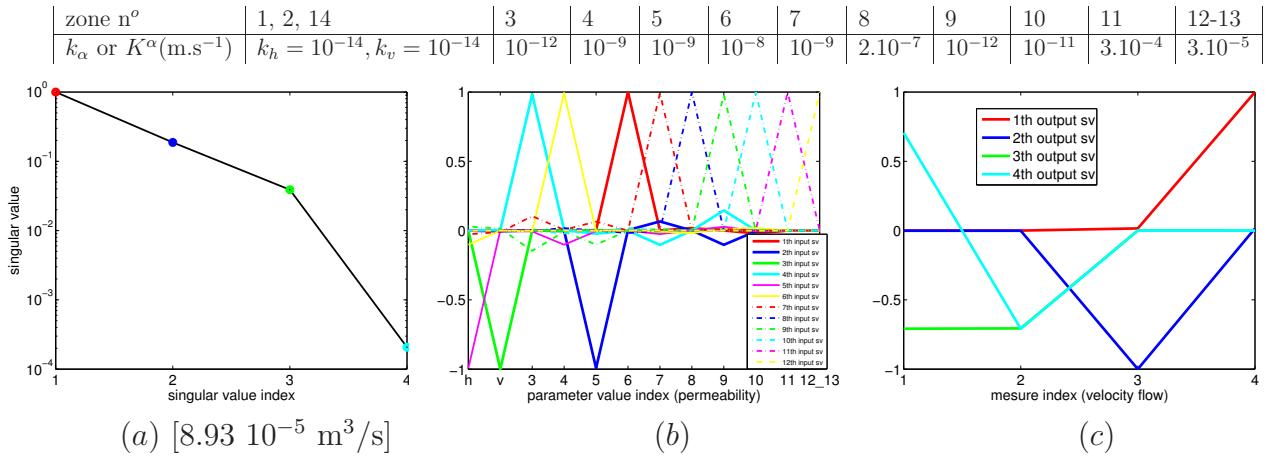 zone nᵒ 1, 2, 14 3 4 5 6 7 8 9 10 11 12-13
k_α or K^α(m.s⁻¹) k_h = 10⁻¹⁴, k_v = 10⁻¹⁴ 10⁻¹² 10⁻⁹ 10⁻⁹ 10⁻⁸ 10⁻⁹ 2.10⁻⁷ 10⁻¹² 10⁻¹¹ 3.10⁻⁴ 3.10⁻⁵
10⁰
10⁻¹
10⁻²
10⁻³
10⁻⁴
singular value
1 2 3 4
singular value index
(a) [8.93 10⁻⁵ m³/s]
1
0.5
0
−0.5
−1
1th input sv
2th input sv
3th input sv
4th input sv
5th input sv
6th input sv
7th input sv
8th input sv
9th input sv
10th input sv
11th input sv
12th input sv
h v 3 4 5 6 7 8 9 10 11 12_13
parameter value index (permeability)
(b)
1
0.5
0
−0.5
−1
1th output sv
2th output sv
3th output sv
4th output sv
1 2 3 4
mesure index (velocity flow)
(c)